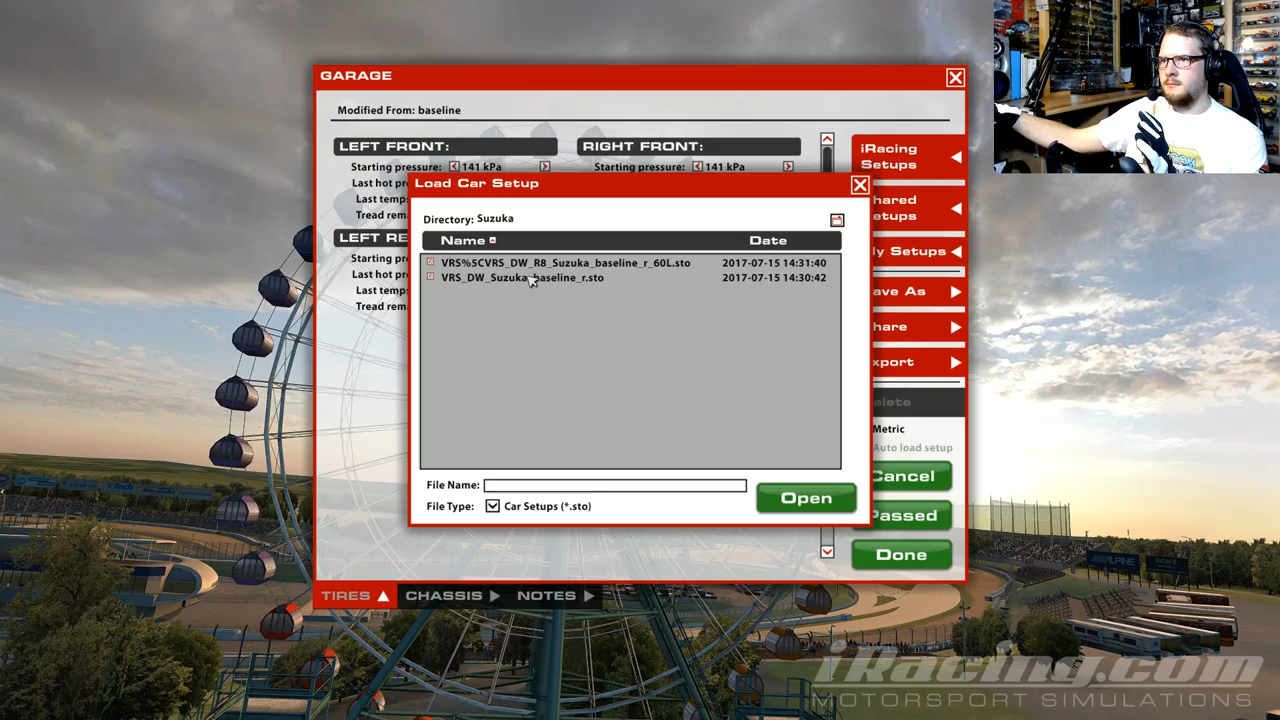 GARAGE
Modified From: baseline
LEFT FRONT:
RIGHT FRONT:
Starting pressure: 141 kPa
Starting pressure: 141 kPa
Last hot pr
Last temps
Tread rema
LEFT RE
Starting pr
Last hot pr
Last temps
Tread rema
iRacing
Setups
hared
etups
ly Setups
ave As
hare
xport
elete
Metric
Auto load setup
Cancel
Passed
Done
Load Car Setup
Directory: Suzuka
Name
Date
VRS%5CVRS_DW_R8_Suzuka_baseline_r_60L.sto 2017-07-15 14:31:40
VRS_DW_Suzuka_baseline_r.sto 2017-07-15 14:30:42
File Name:
Open
File Type: Car Setups (*.sto)
TIRES
CHASSIS
NOTES
iRacing.com
MOTORSPORT SIMULATIONS